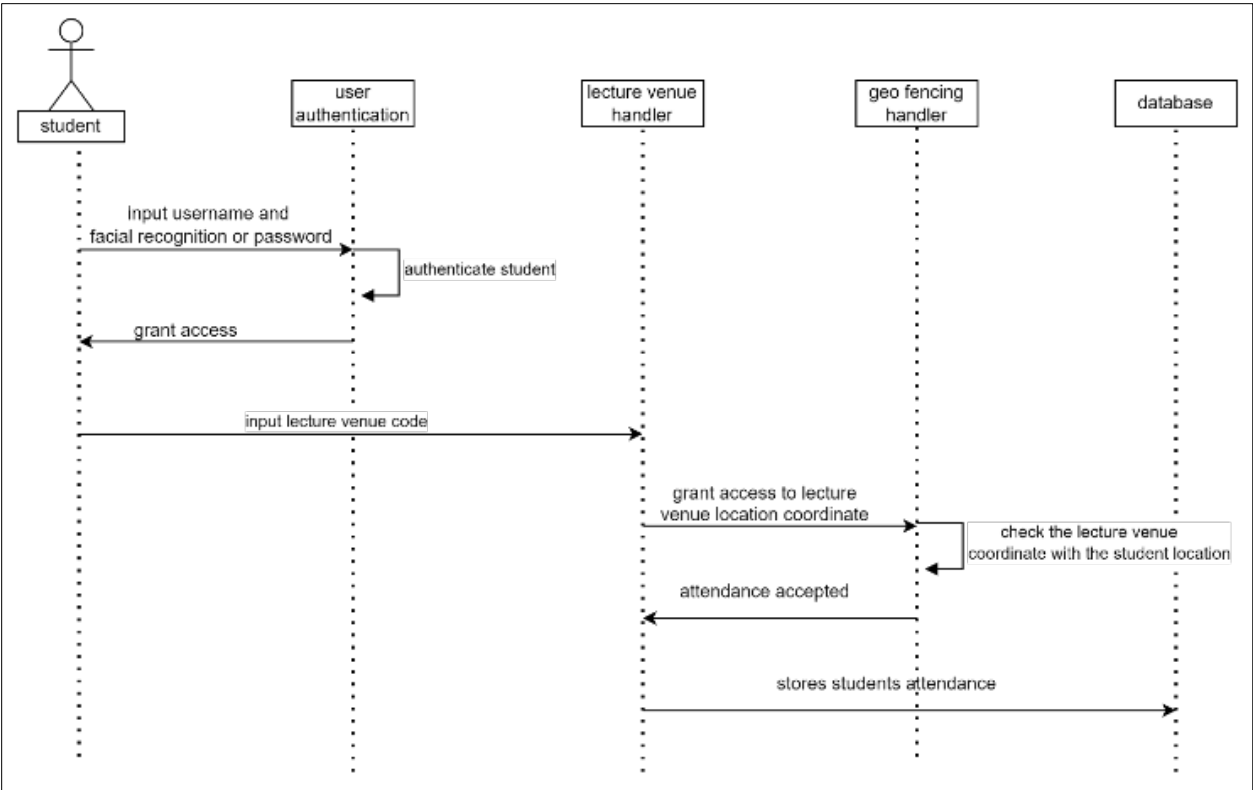 student
user
authentication
lecture venue
handler
geo fencing
handler
database
input username and
facial recognition or password
authenticate student
grant access
input lecture venue code
grant access to lecture
venue location coordinate
check the lecture venue
coordinate with the student location
attendance accepted
stores students attendance